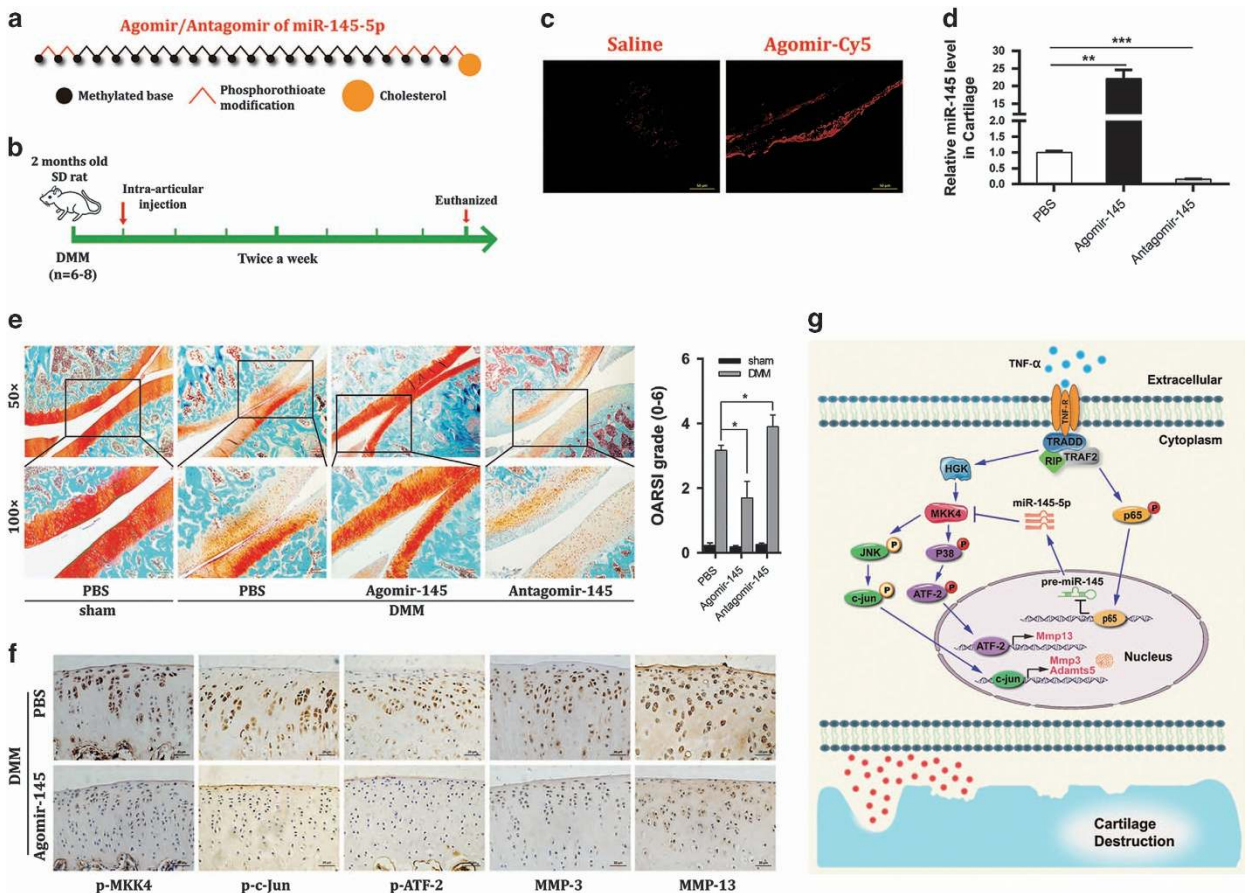 a
Agomir/Antagomir of miR-145-5p
Methylated base
Phosphorothioate
modification
Cholesterol
b
2 months old
SD rat
Intra-articular
injection
Euthanized
DMM
(n=6-8)
Twice a week
c
Saline
Agomir-Cy5
50 μm
50 μm
d
Relative miR-145 level
in Cartilage
25
20
15
10
5
2.0
1.5
1.0
0.5
0.0
***
**
PBS
Agomir-145
Antagomir-145
e
50×
100×
PBS
PBS
Agomir-145
Antagomir-145
sham
DMM
OARSI grade (0-6)
6
4
2
0
sham
DMM
*
*
PBS
Agomir-145
Antagomir-145
f
DMM
PBS
Agomir-145
p-MKK4
p-c-Jun
p-ATF-2
MMP-3
MMP-13
g
TNF-α
Extracellular
TNF-R
Cytoplasm
TRADD
RIP
TRAF2
HGK
miR-145-5p
MKK4
p65
P
JNK
P
P38
P
pre-miR-145
c-jun
P
ATF-2
P
p65
ATF-2
Mmp13
Nucleus
Mmp3
Adamts5
c-jun
Cartilage
Destruction